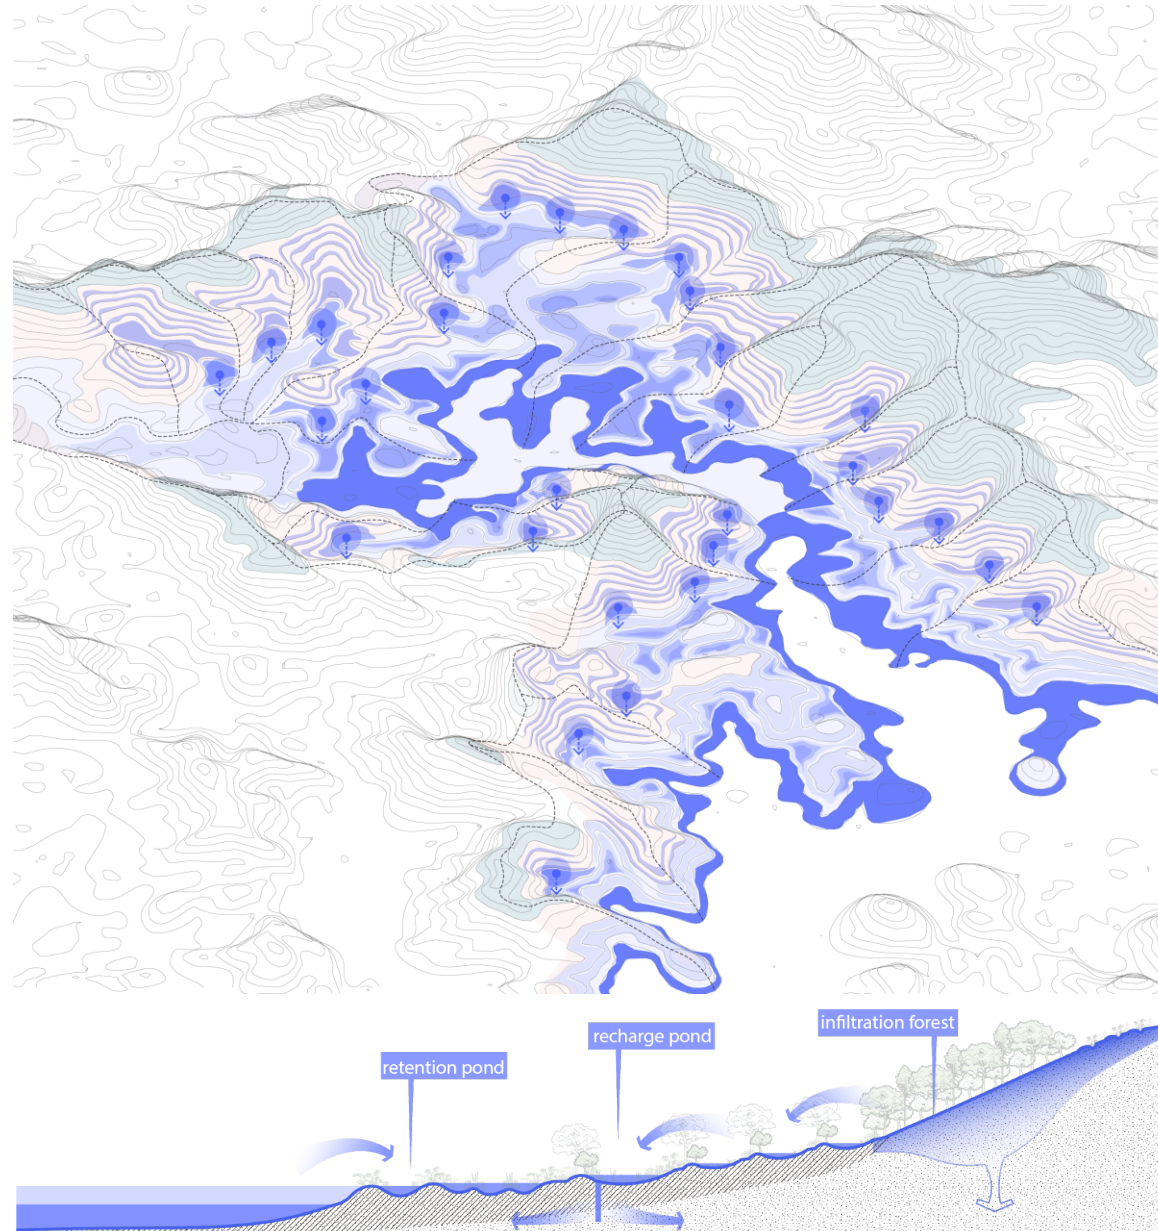 infiltration forest
recharge pond
retention pond